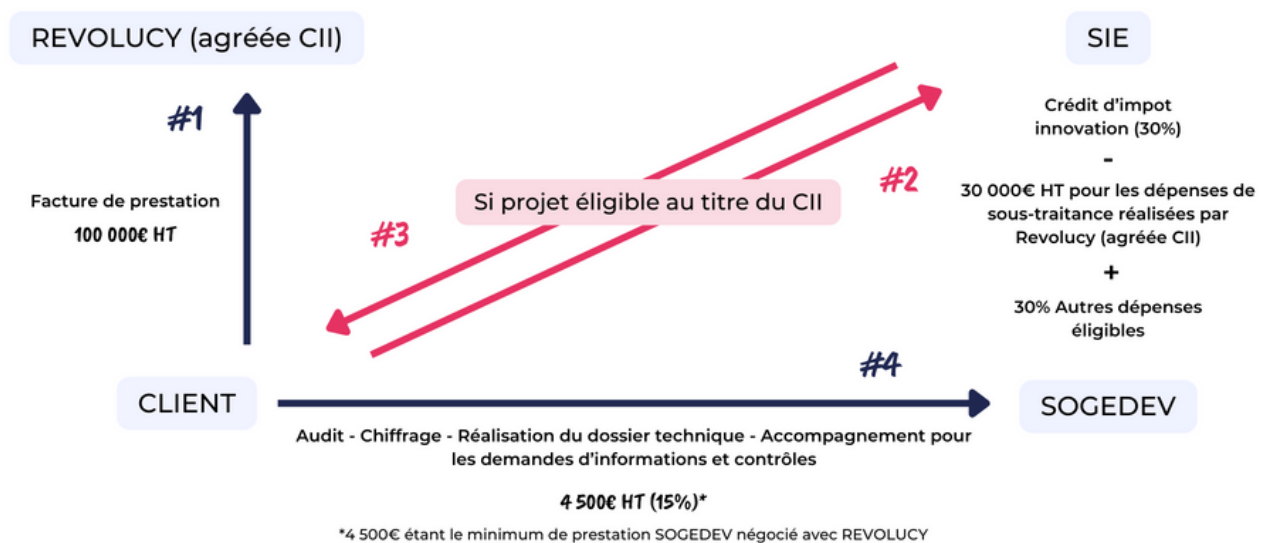 REVOLUCY (agréée CII)
SIE
#1
Crédit d'impot
innovation (30%)
-
30 000€ HT pour les dépenses de
sous-traitance réalisées par
Revolucy (agréée CII)
+
30% Autres dépenses
éligibles
#2
Si projet éligible au titre du CII
Facture de prestation
100 000€ HT
#3
#4
CLIENT
SOGEDEV
Audit - Chiffrage - Réalisation du dossier technique - Accompagnement pour
les demandes d'informations et contrôles
4 500€ HT (15%)*
*4 500€ étant le minimum de prestation SOGEDEV négocié avec REVOLUCY